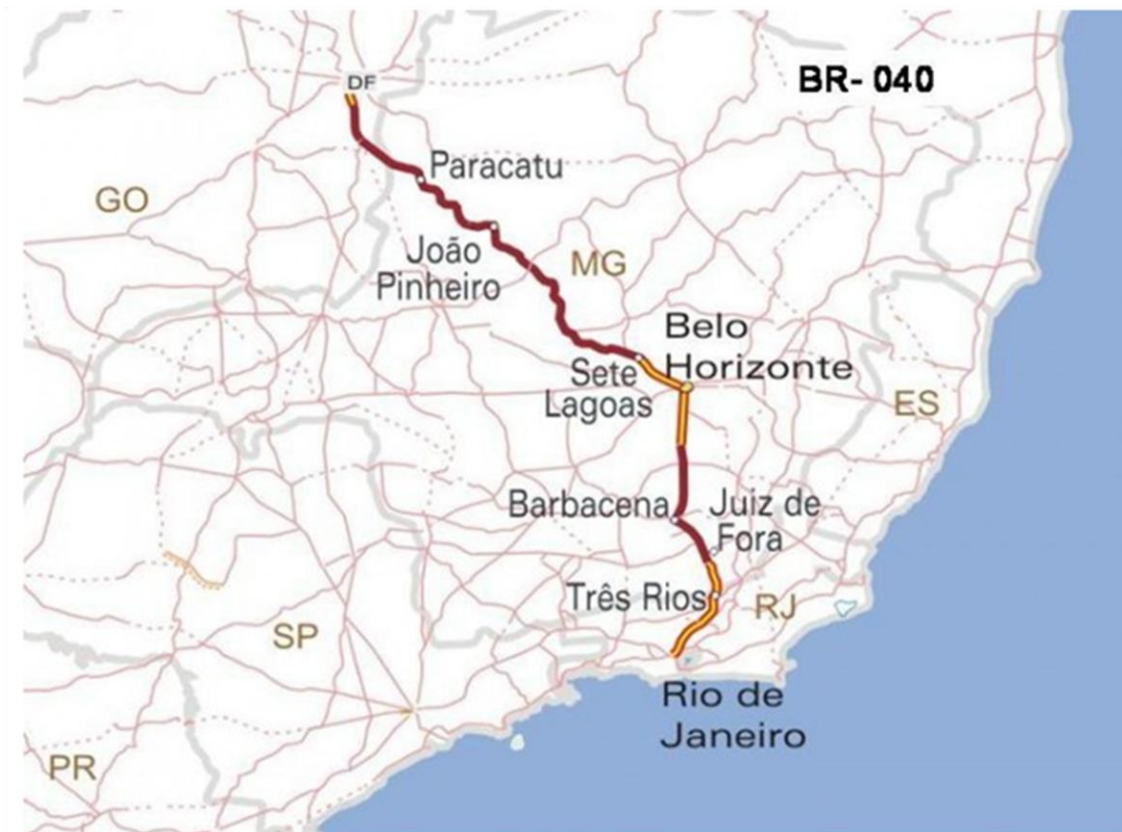 DF
BR- 040
Paracatu
GO
João
Pinheiro
MG
Belo
Horizonte
Sete
Lagoas
ES
Barbacena
Juiz de
Fora
Três Rios
RJ
SP
Rio de
Janeiro
PR